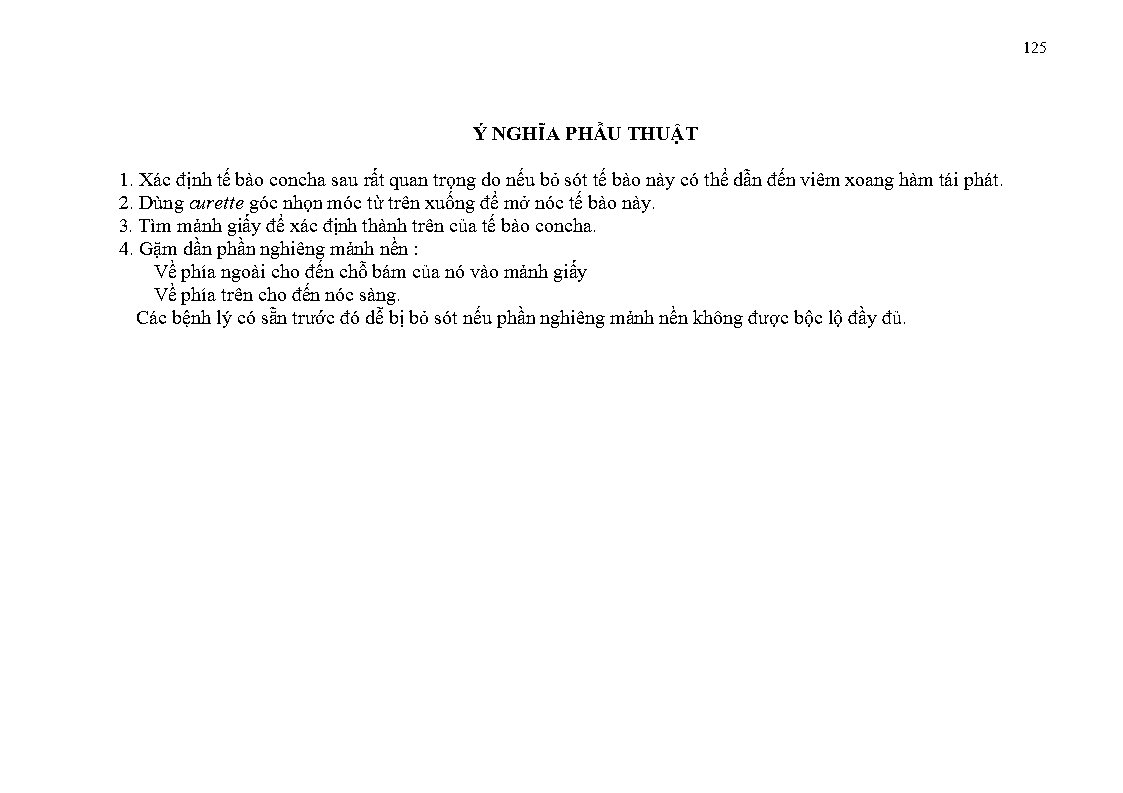 125
Ý NGHĨA PHẪU THUẬT
1. Xác định tế bào concha sau rất quan trọng do nếu bỏ sót tế bào này có thể dẫn đến viêm xoang hàm tái phát.
2. Dùng curette góc nhọn móc từ trên xuống để mở nóc tế bào này.
3. Tìm mảnh giấy để xác định thành trên của tế bào concha.
4. Gặm dần phần nghiêng mảnh nền :
Về phía ngoài cho đến chỗ bám của nó vào mảnh giấy
Về phía trên cho đến nóc sàng.
Các bệnh lý có sẵn trước đó dễ bị bỏ sót nếu phần nghiêng mảnh nền không được bộc lộ đầy đủ.